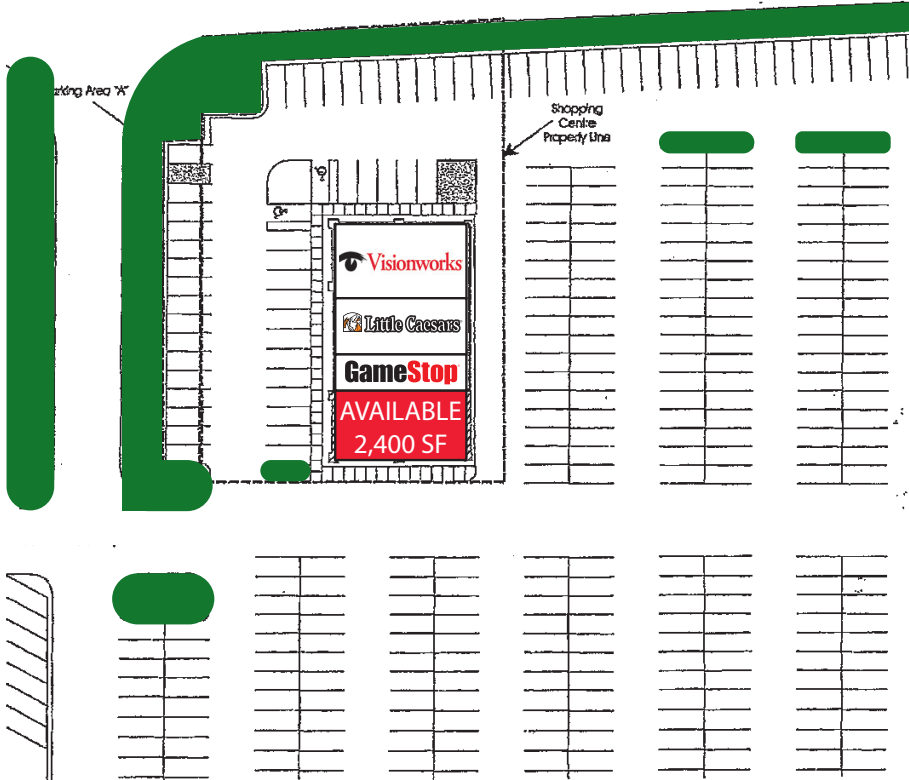 Parking Area "A"
Shopping
Centre
Property Line
Visionworks
Little Caesars
GameStop
AVAILABLE
2,400 SF